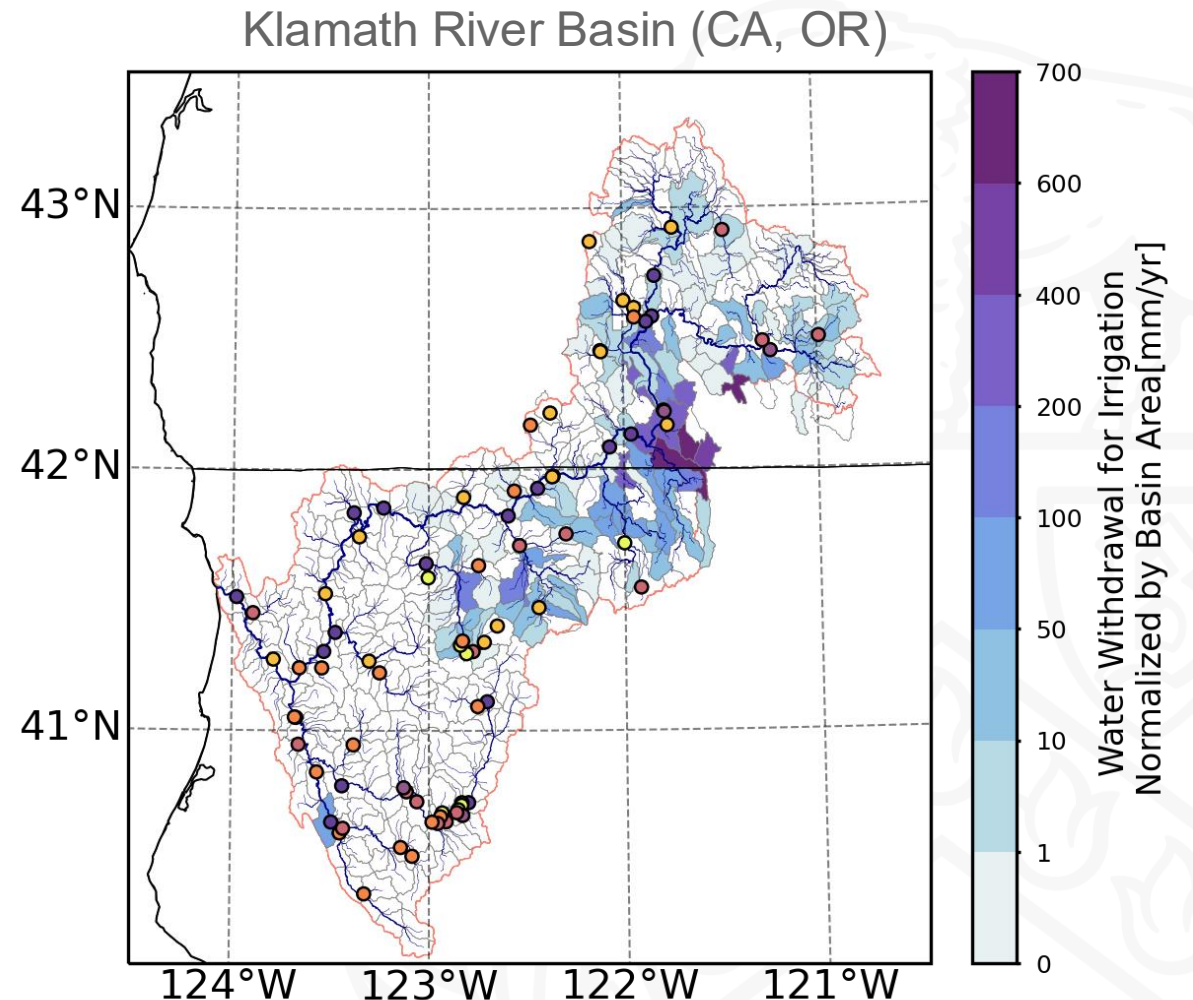 Klamath River Basin (CA, OR)
43°N
42°N
41°N
124°W
123°W
122°W
121°W
700
600
400
200
100
50
10
1
0
Water Withdrawal for Irrigation
Normalized by Basin Area[mm/yr]